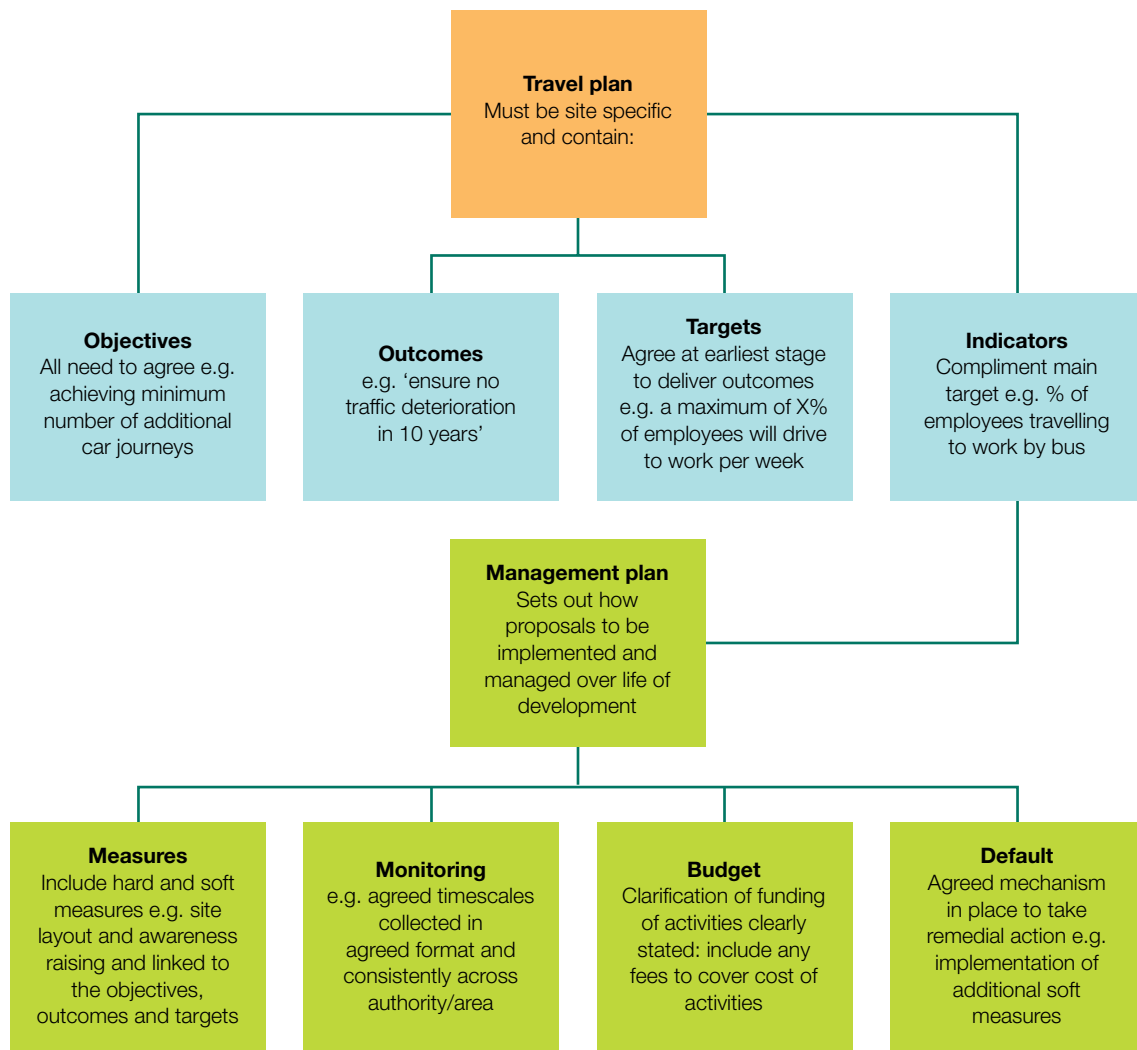 Travel plan
Must be site specific
and contain:
Objectives
All need to agree e.g.
achieving minimum
number of additional
car journeys
Outcomes
e.g. ‘ensure no
traffic deterioration
in 10 years’
Targets
Agree at earliest stage
to deliver outcomes
e.g. a maximum of X%
of employees will drive
to work per week
Indicators
Compliment main
target e.g. % of
employees travelling
to work by bus
Management plan
Sets out how
proposals to be
implemented and
managed over life of
development
Measures
Include hard and soft
measures e.g. site
layout and awareness
raising and linked to
the objectives,
outcomes and targets
Monitoring
e.g. agreed timescales
collected in
agreed format and
consistently across
authority/area
Budget
Clarification of funding
of activities clearly
stated: include any
fees to cover cost of
activities
Default
Agreed mechanism
in place to take
remedial action e.g.
implementation of
additional soft
measures